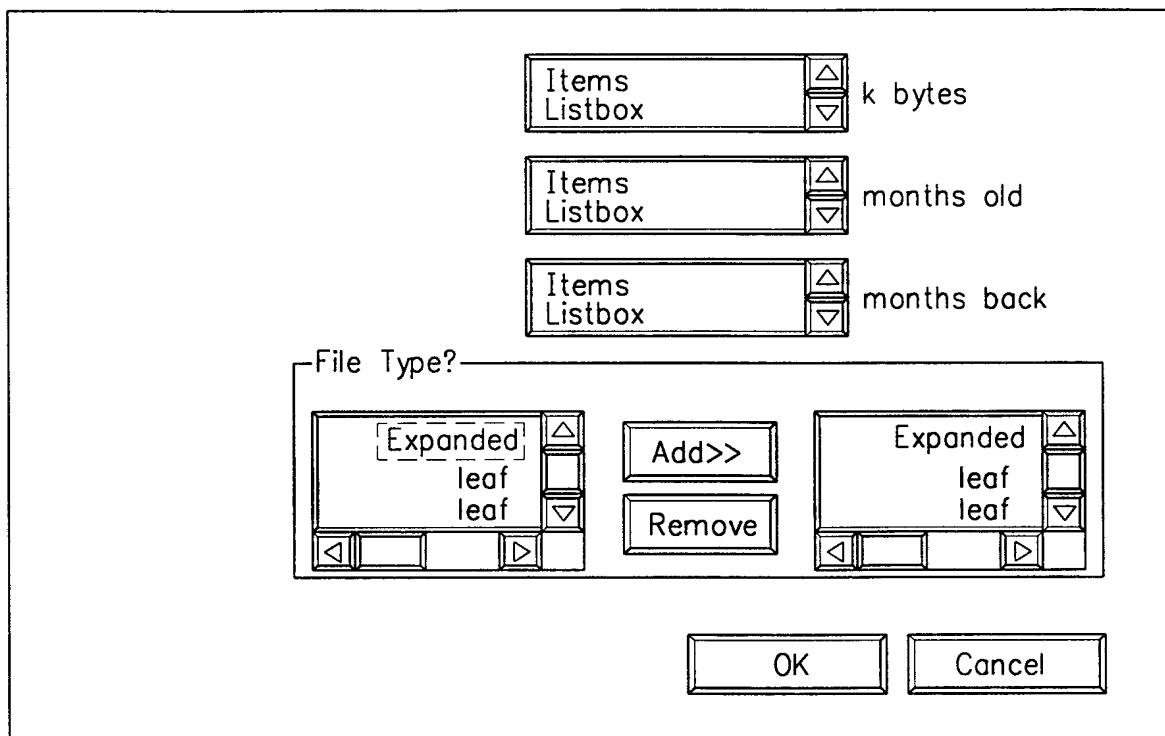 Items
Listbox
k bytes
Items
Listbox
months old
Items
Listbox
months back
File Type?
Expanded
leaf
leaf
Add>>
Remove
Expanded
leaf
leaf
OK
Cancel